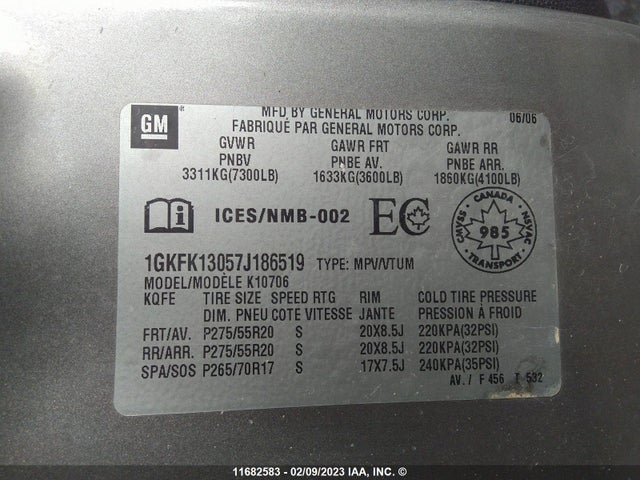 GM
MFD BY GENERAL MOTORS CORP. 06/06
FABRIQUÉ PAR GENERAL MOTORS CORP.
GVWR GAWR FRT GAWR RR
PNBV PNBE AV. PNBE ARR.
3311KG(7300LB) 1633KG(3600LB) 1860KG(4100LB)
ICES/NMB-002 EC
CANADA
CMVSS 985 NSVAC
TRANSPORT
1GKFK13057J186519 TYPE: MPV/VTUM
MODEL/MODÈLE K10706
KQFE TIRE SIZE SPEED RTG RIM COLD TIRE PRESSURE
DIM. PNEU COTE VITESSE JANTE PRESSION À FROID
FRT/AV. P275/55R20 S 20X8.5J 220KPA(32PSI)
RR/ARR. P275/55R20 S 20X8.5J 220KPA(32PSI)
SPA/SOS P265/70R17 S 17X7.5J 240KPA(35PSI)
AV. / F 456 T 532
11682583 - 02/09/2023 IAA, INC. ©